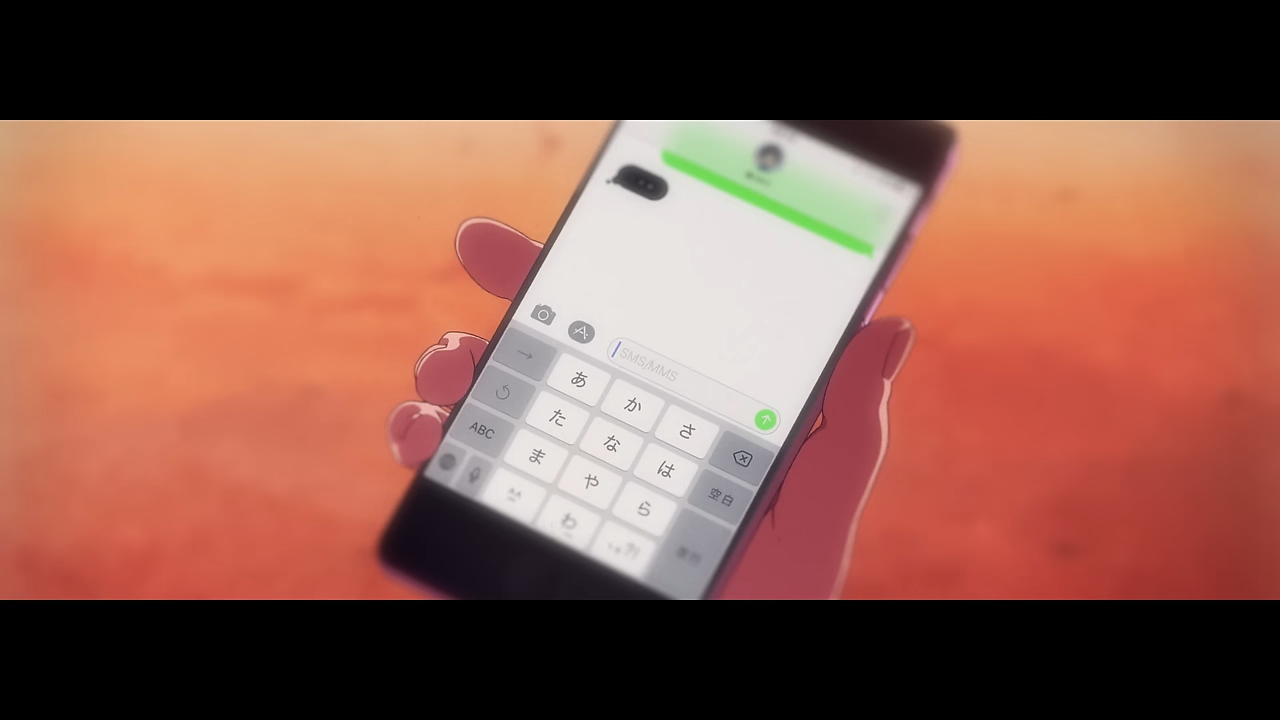 SMS/MMS
→ あ か さ
た な は 空白
ABC ま や ら
^^ わ